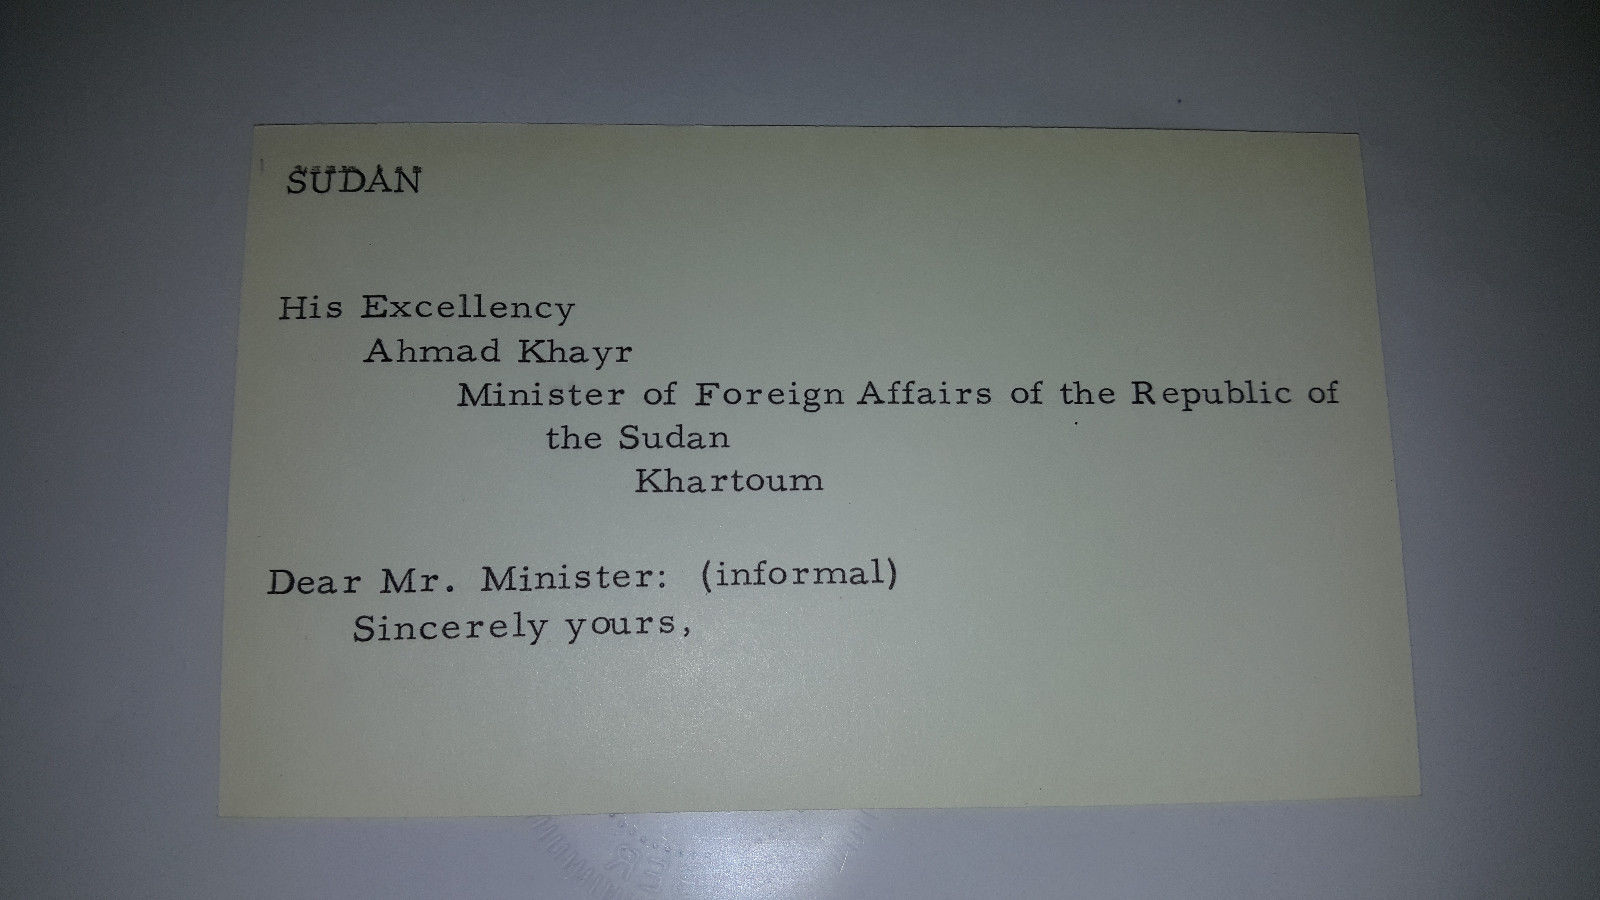 SUDAN
His Excellency
Ahmad Khayr
Minister of Foreign Affairs of the Republic of
the Sudan
Khartoum
Dear Mr. Minister: (informal)
Sincerely yours,